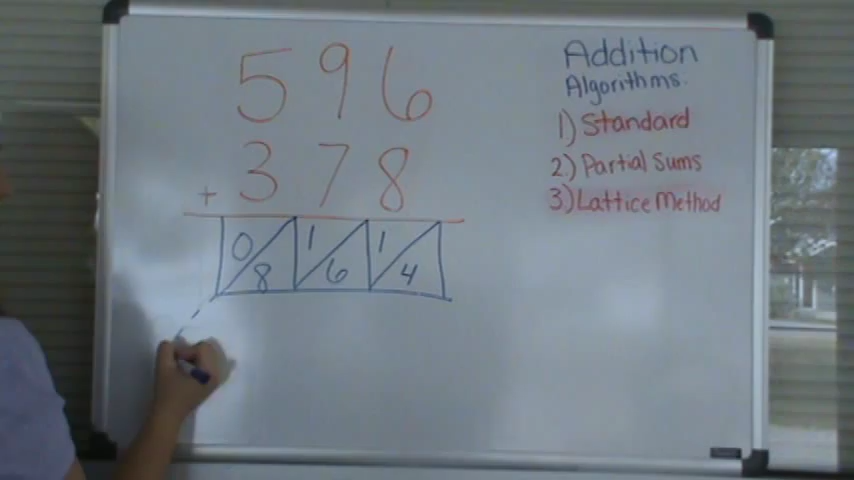 596
+ 378
0/8 1/6 1/4
Addition
Algorithms.
1) Standard
2.) Partial Sums
3) Lattice Method